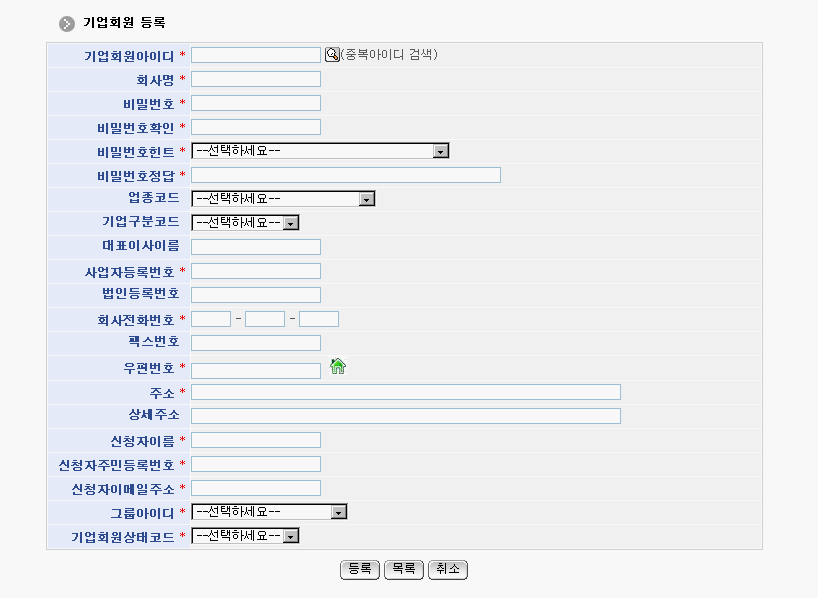 기업회원 등록
기업회원아이디 * (중복아이디 검색)
회사명 *
비밀번호 *
비밀번호확인 *
비밀번호힌트 * --선택하세요--
비밀번호정답 *
업종코드 --선택하세요--
기업구분코드 --선택하세요--
대표이사이름
사업자등록번호 *
법인등록번호
회사전화번호 * - -
팩스번호
우편번호 *
주소 *
상세주소
신청자이름 *
신청자주민등록번호 *
신청자이메일주소 *
그룹아이디 * --선택하세요--
기업회원상태코드 * --선택하세요--
등록 목록 취소